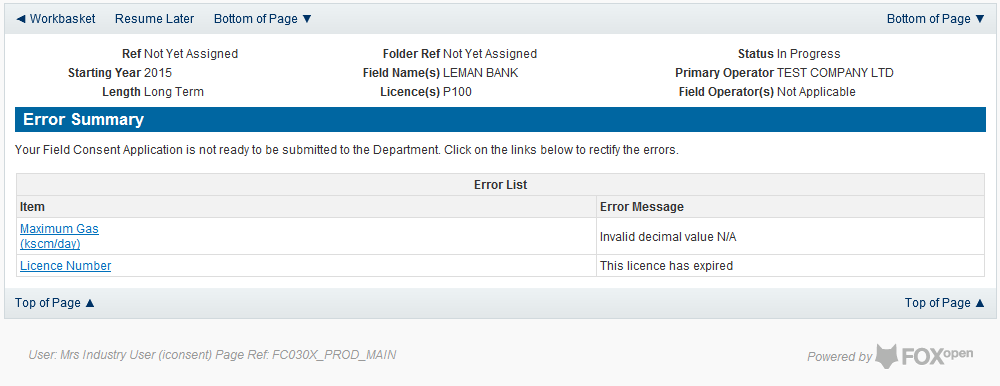 ◄ Workbasket Resume Later Bottom of Page ▼ Bottom of Page ▼
Ref Not Yet Assigned Folder Ref Not Yet Assigned Status In Progress
Starting Year 2015 Field Name(s) LEMAN BANK Primary Operator TEST COMPANY LTD
Length Long Term Licence(s) P100 Field Operator(s) Not Applicable
Error Summary
Your Field Consent Application is not ready to be submitted to the Department. Click on the links below to rectify the errors.
Error List
Item Error Message
Maximum Gas
(kscm/day) Invalid decimal value N/A
Licence Number This licence has expired
Top of Page ▲ Top of Page ▲
User: Mrs Industry User (iconsent) Page Ref: FC030X_PROD_MAIN
Powered by FOXopen